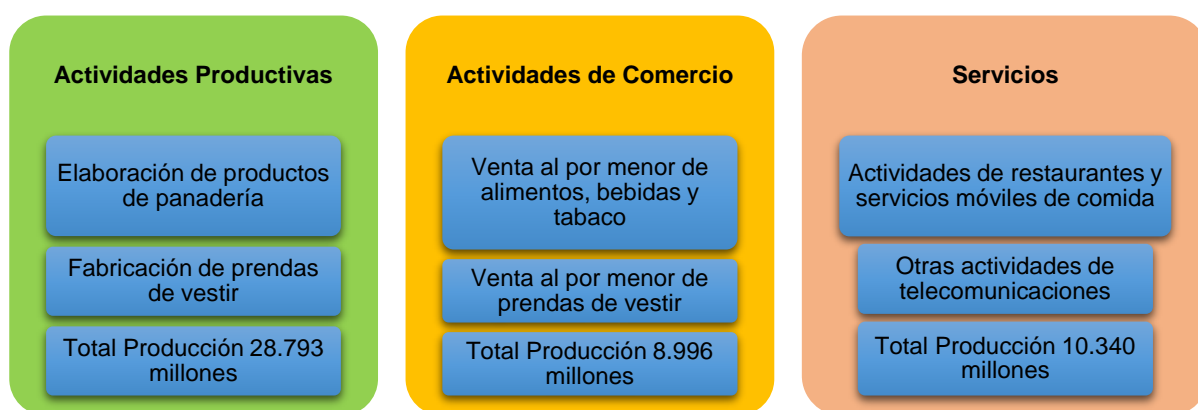 Actividades Productivas
Elaboración de productos
de panadería
Fabricación de prendas
de vestir
Total Producción 28.793
millones
Actividades de Comercio
Venta al por menor de
alimentos, bebidas y
tabaco
Venta al por menor de
prendas de vestir
Total Producción 8.996
millones
Servicios
Actividades de restaurantes y
servicios móviles de comida
Otras actividades de
telecomunicaciones
Total Producción 10.340
millones